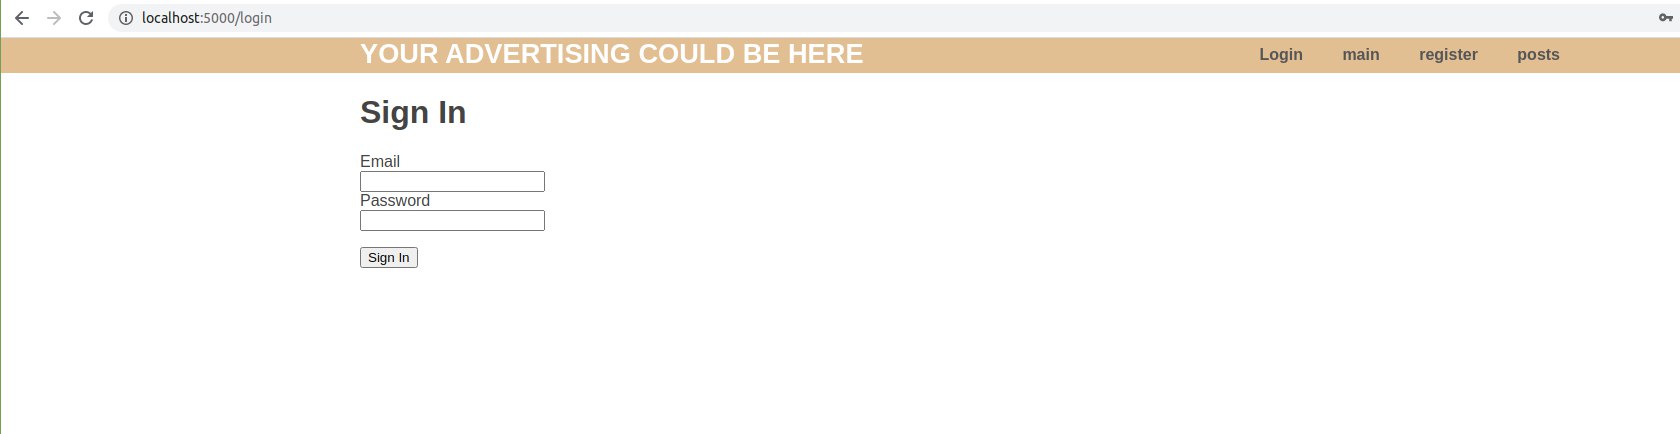 localhost:5000/login
YOUR ADVERTISING COULD BE HERE Login main register posts
Sign In
Email
Password
Sign In